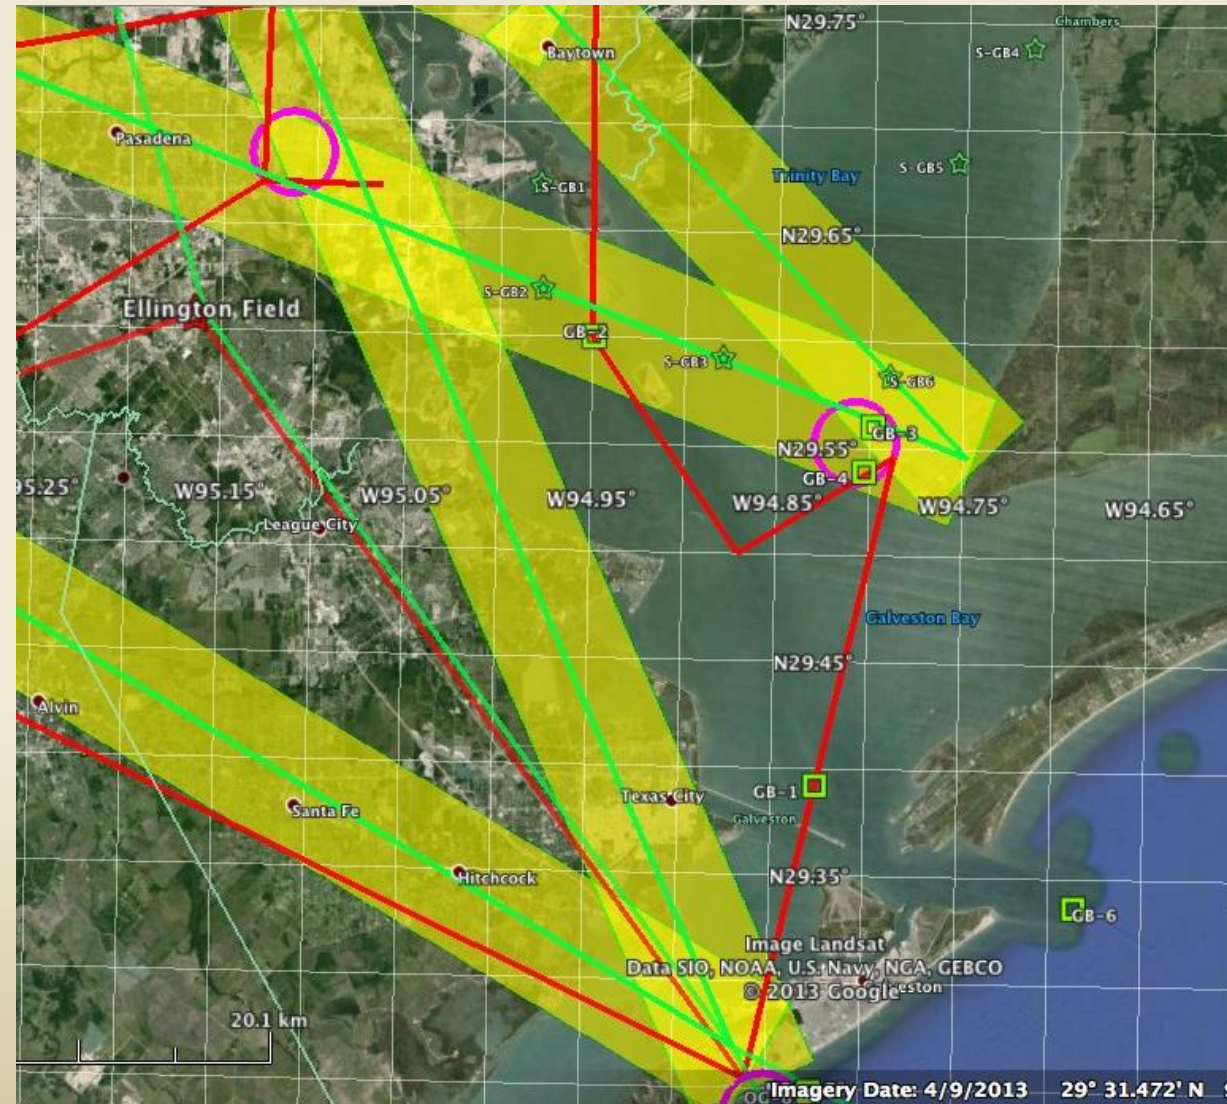 N29.75°
Chambers
S-GB4
Baytown
Pasadena
S-GB5
Trinity Bay
S-GB1
N29.65°
S-GB2
Ellington Field
GB-2
S-GB3
S-GB6
GB-3
N29.55°
GB-4
95.25°
W95.15°
W95.05°
W94.95°
W94.85°
W94.75°
W94.65°
League City
Galveston Bay
N29.45°
Alvin
Texas City
GB-1
Santa Fe
Galveston
Hitchcock
N29.35°
GB-6
Image Landsat
Data SIO, NOAA, U.S. Navy, NGA, GEBCO
© 2013 Google
20.1 km
Imagery Date: 4/9/2013 29° 31.472' N